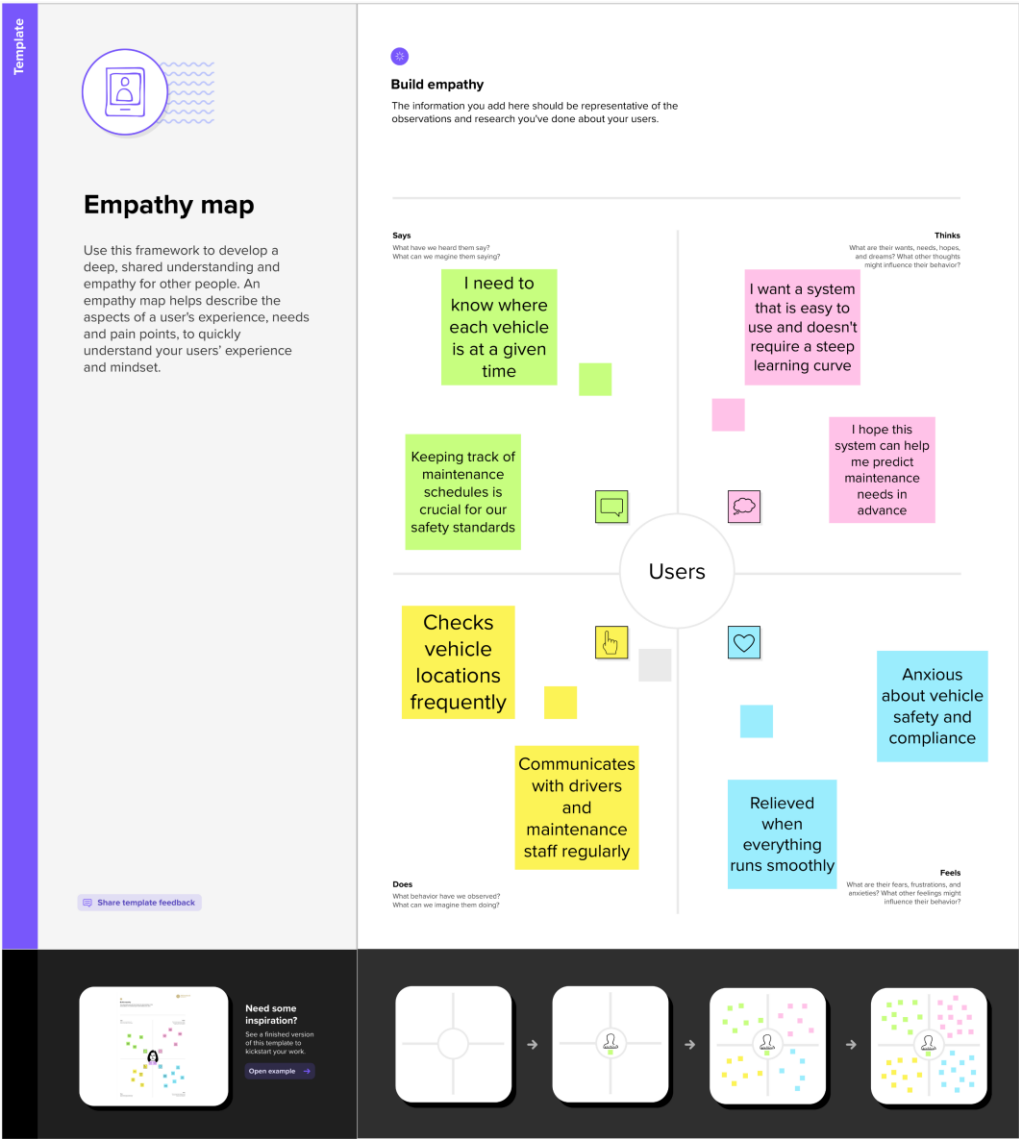 Template
Empathy map
Use this framework to develop a
deep, shared understanding and
empathy for other people. An
empathy map helps describe the
aspects of a user's experience, needs
and pain points, to quickly
understand your users' experience
and mindset.
Share template feedback
Build empathy
The information you add here should be representative of the
observations and research you've done about your users.
Says
What have we heard them say?
What can we magine them saying?
I need to
know where
each vehicle
is at a given
time
Keeping track of
maintenance
schedules is
crucial for our
safety standards
Thinks
What are their wants, needs, hopes,
and dreams? What other thoughts
might influence their behavior?
I want a system
that is easy to
use and doesn't
require a steep
learning curve
I hope this
system can help
me predict
maintenance
needs in
advance
Users
Checks
vehicle
locations
frequently
Communicates
with drivers
and
maintenance
staff regularly
Does
What behavior have we observed?
What can we imagine them doing?
Anxious
about vehicle
safety and
compliance
Relieved
when
everything
runs smoothly
Feels
What are their fears, frustrations, and
anxieties? What other feelings might
influence their behavior?
Need some
inspiration?
See a finished version
of this template to
kickstart your work.
Open example